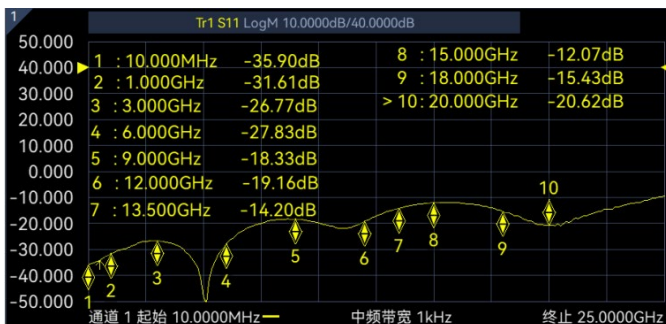 1
Tr1 S11 LogM 10.0000dB/40.0000dB
50.000
40.000
30.000
20.000
10.000
0.000
-10.000
-20.000
-30.000
-40.000
-50.000
1 :10.000MHz -35.90dB
2 :1.000GHz -31.61dB
3 :3.000GHz -26.77dB
4 :6.000GHz -27.83dB
5 :9.000GHz -18.33dB
6 :12.000GHz -19.16dB
7 :13.500GHz -14.20dB
8 :15.000GHz -12.07dB
9 :18.000GHz -15.43dB
>10:20.000GHz -20.62dB
1
1
2
3
4
5
6
7
8
9
10
通道 1 起始 10.0000MHz 中频带宽 1kHz 终止 25.0000GHz